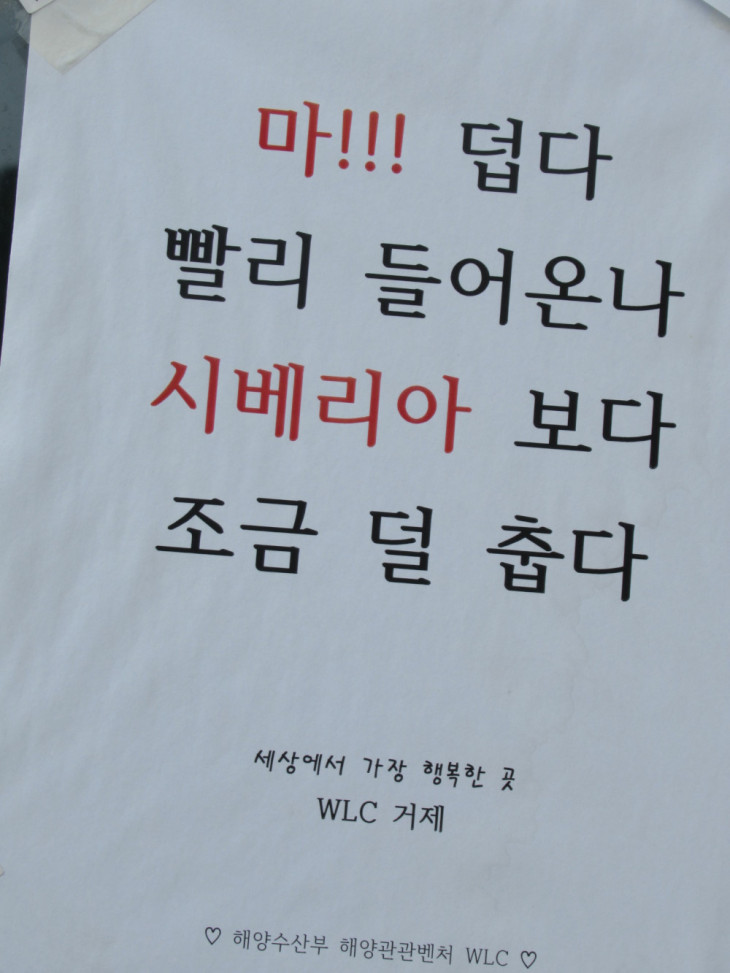 마!!! 덥다
빨리 들어온나
시베리아 보다
조금 덜 춥다
세상에서 가장 행복한 곳
WLC 거제
♡ 해양수산부 해양관관벤처 WLC ♡